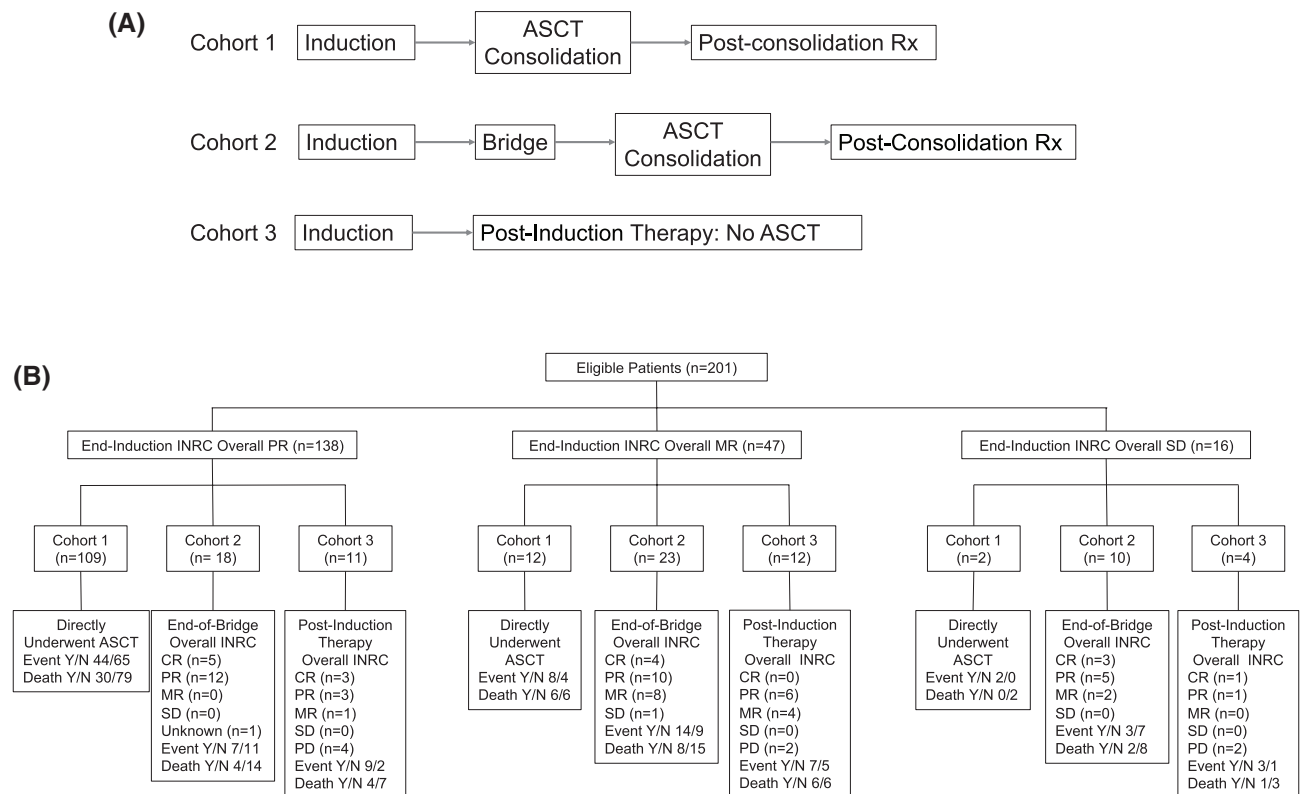 (A)
Cohort 1
Induction
ASCT
Consolidation
Post-consolidation Rx
Cohort 2
Induction
Bridge
ASCT
Consolidation
Post-Consolidation Rx
Cohort 3
Induction
Post-Induction Therapy: No ASCT
(B)
Eligible Patients (n=201)
End-Induction INRC Overall PR (n=138)
End-Induction INRC Overall MR (n=47)
End-Induction INRC Overall SD (n=16)
Cohort 1
(n=109)
Cohort 2
(n= 18)
Cohort 3
(n=11)
Cohort 1
(n=12)
Cohort 2
(n= 23)
Cohort 3
(n=12)
Cohort 1
(n=2)
Cohort 2
(n= 10)
Cohort 3
(n=4)
Directly
Underwent ASCT
Event Y/N 44/65
Death Y/N 30/79
End-of-Bridge
Overall INRC
CR (n=5)
PR (n=12)
MR (n=0)
SD (n=0)
Unknown (n=1)
Event Y/N 7/11
Death Y/N 4/14
Post-Induction
Therapy
Overall INRC
CR (n=3)
PR (n=3)
MR (n=1)
SD (n=0)
PD (n=4)
Event Y/N 9/2
Death Y/N 4/7
Directly
Underwent
ASCT
Event Y/N 8/4
Death Y/N 6/6
End-of-Bridge
Overall INRC
CR (n=4)
PR (n=10)
MR (n=8)
SD (n=1)
Event Y/N 14/9
Death Y/N 8/15
Post-Induction
Therapy
Overall INRC
CR (n=0)
PR (n=6)
MR (n=4)
SD (n=0)
PD (n=2)
Event Y/N 7/5
Death Y/N 6/6
Directly
Underwent
ASCT
Event Y/N 2/0
Death Y/N 0/2
End-of-Bridge
Overall INRC
CR (n=3)
PR (n=5)
MR (n=2)
SD (n=0)
Event Y/N 3/7
Death Y/N 2/8
Post-Induction
Therapy
Overall INRC
CR (n=1)
PR (n=1)
MR (n=0)
SD (n=0)
PD (n=2)
Event Y/N 3/1
Death Y/N 1/3